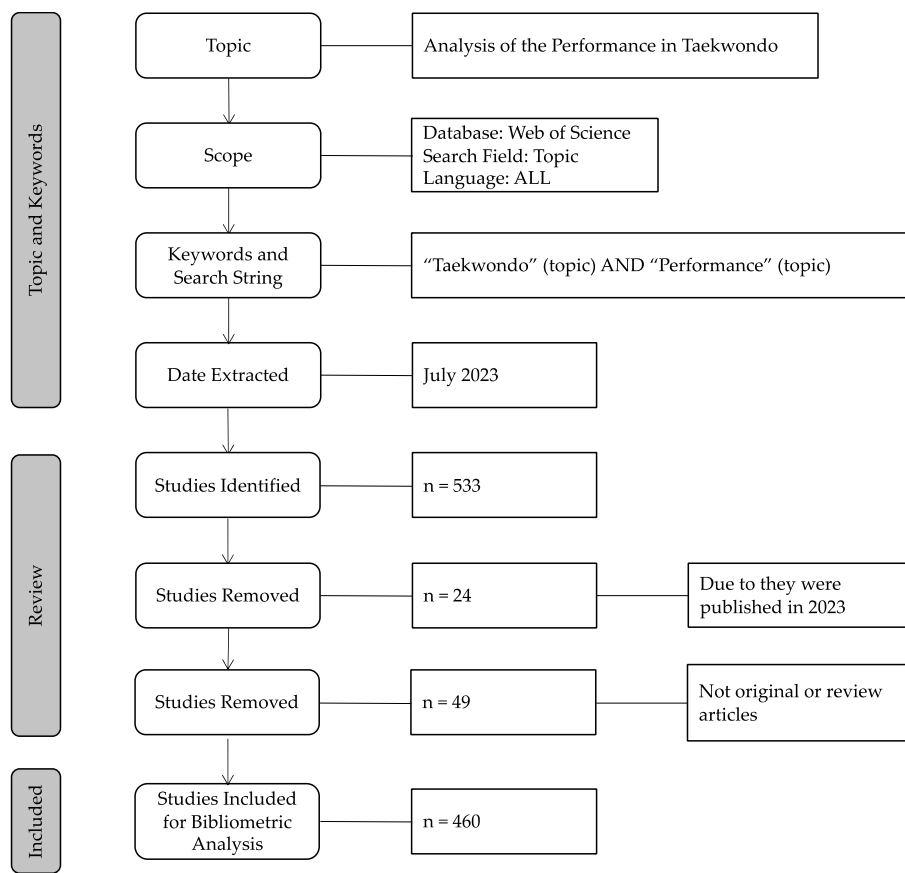 Topic and Keywords
Topic
Analysis of the Performance in Taekwondo
Scope
Database: Web of Science
Search Field: Topic
Language: ALL
Keywords and
Search String
“Taekwondo” (topic) AND “Performance” (topic)
Date Extracted
July 2023
Review
Studies Identified
n = 533
Studies Removed
n = 24
Due to they were
published in 2023
Studies Removed
n = 49
Not original or review
articles
Included
Studies Included
for Bibliometric
Analysis
n = 460